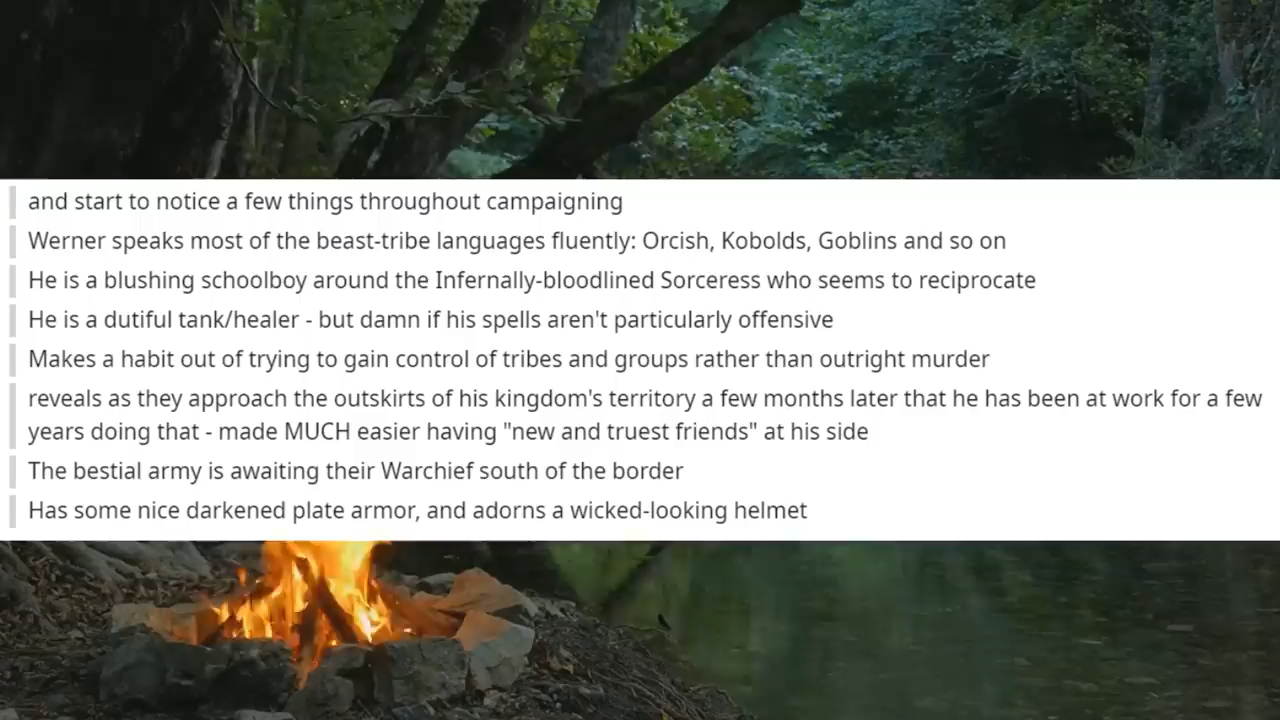 and start to notice a few things throughout campaigning
Werner speaks most of the beast-tribe languages fluently: Orcish, Kobolds, Goblins and so on
He is a blushing schoolboy around the Infernally-bloodlined Sorceress who seems to reciprocate
He is a dutiful tank/healer - but damn if his spells aren't particularly offensive
Makes a habit out of trying to gain control of tribes and groups rather than outright murder
reveals as they approach the outskirts of his kingdom's territory a few months later that he has been at work for a few
years doing that - made MUCH easier having "new and truest friends" at his side
The bestial army is awaiting their Warchief south of the border
Has some nice darkened plate armor, and adorns a wicked-looking helmet